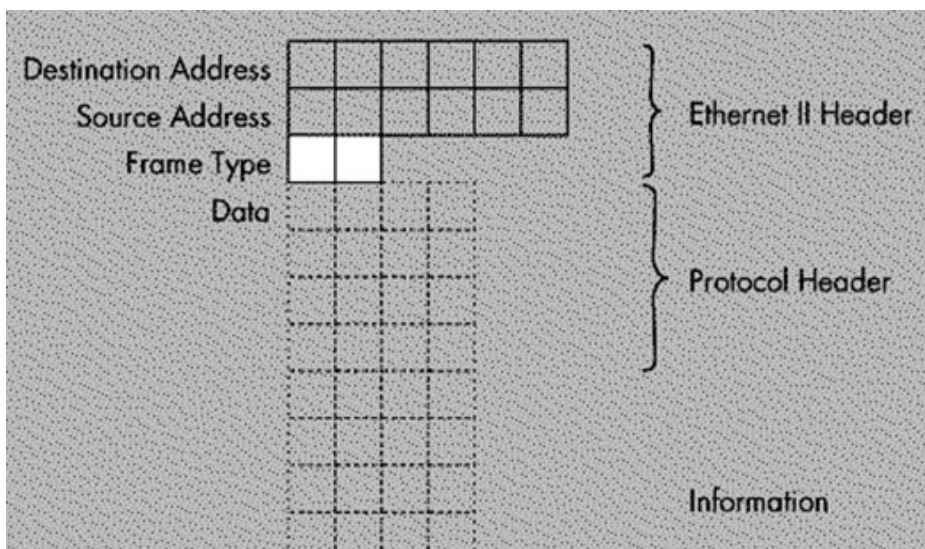 Destination Address
Source Address
Ethernet II Header
Frame Type
Data
Protocol Header
Information